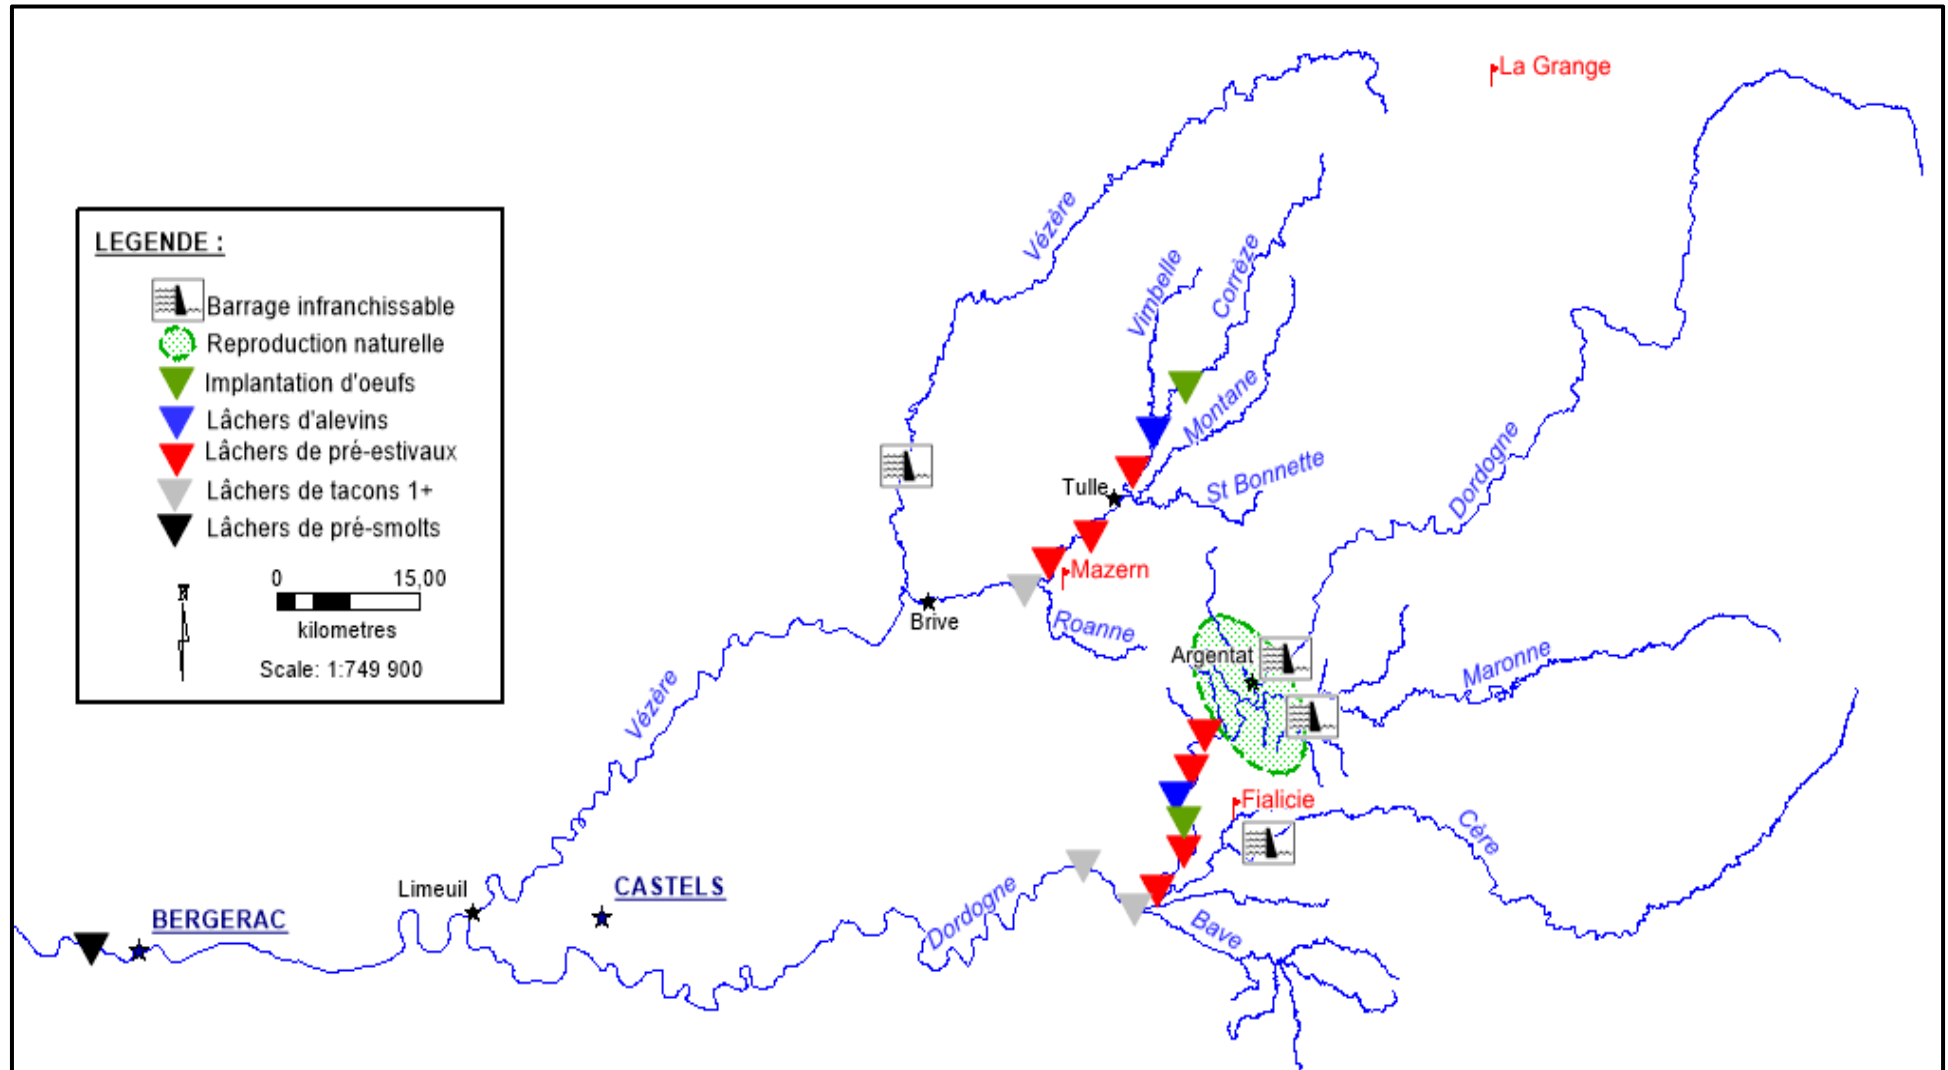 La Grange
Vézère
LEGENDE :
Barrage infranchissable
Reproduction naturelle
Implantation d'oeufs
Lâchers d'alevins
Lâchers de pré-estivaux
Lâchers de tacons 1+
Lâchers de pré-smolts
N
0 15,00
kilometres
Scale: 1:749 900
Vimbelle
Corrèze
Montane
St Bonnette
Tulle
Dordogne
Mazern
Brive
Roanne
Argentat
Maronne
Vézère
Fialicie
Cère
Limeuil
CASTELS
BERGERAC
Dordogne
Bave